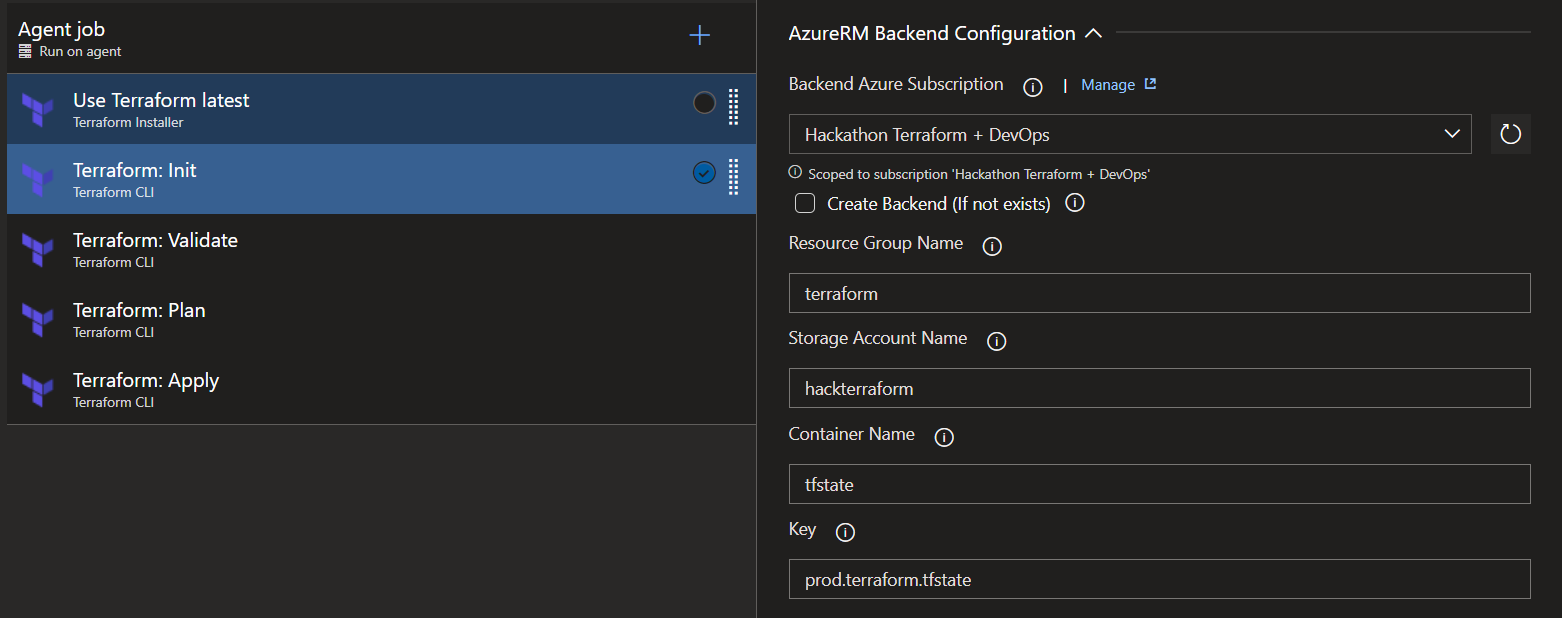 Agent job
Run on agent
Use Terraform latest
Terraform Installer
Terraform: Init
Terraform CLI
Terraform: Validate
Terraform CLI
Terraform: Plan
Terraform CLI
Terraform: Apply
Terraform CLI
AzureRM Backend Configuration
Backend Azure Subscription | Manage
Hackathon Terraform + DevOps
Scoped to subscription 'Hackathon Terraform + DevOps'
Create Backend (If not exists)
Resource Group Name
terraform
Storage Account Name
hackterraform
Container Name
tfstate
Key
prod.terraform.tfstate